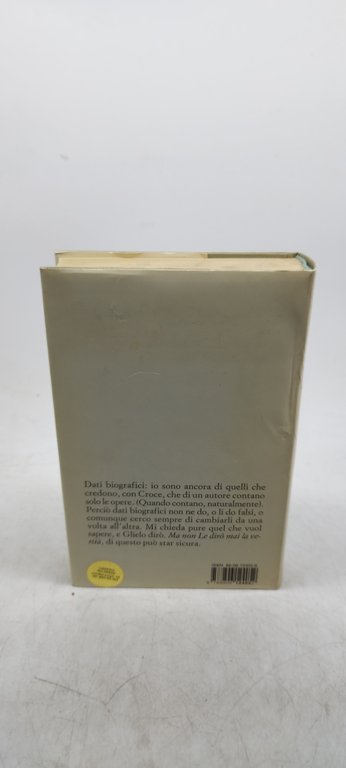 Dati biografici: io sono ancora di quelli che
credono, con Croce, che di un autore contano
solo le opere. (Quando contano, naturalmente).
Perciò dati biografici non ne do, o li do falsi, o
comunque cerco sempre di cambiarli da una
volta all'altra. Mi chieda pure quel che vuol
sapere, e Glielo dirò. Ma non Le dirò mai la ve-
rità, di questo può star sicura.
ISBN